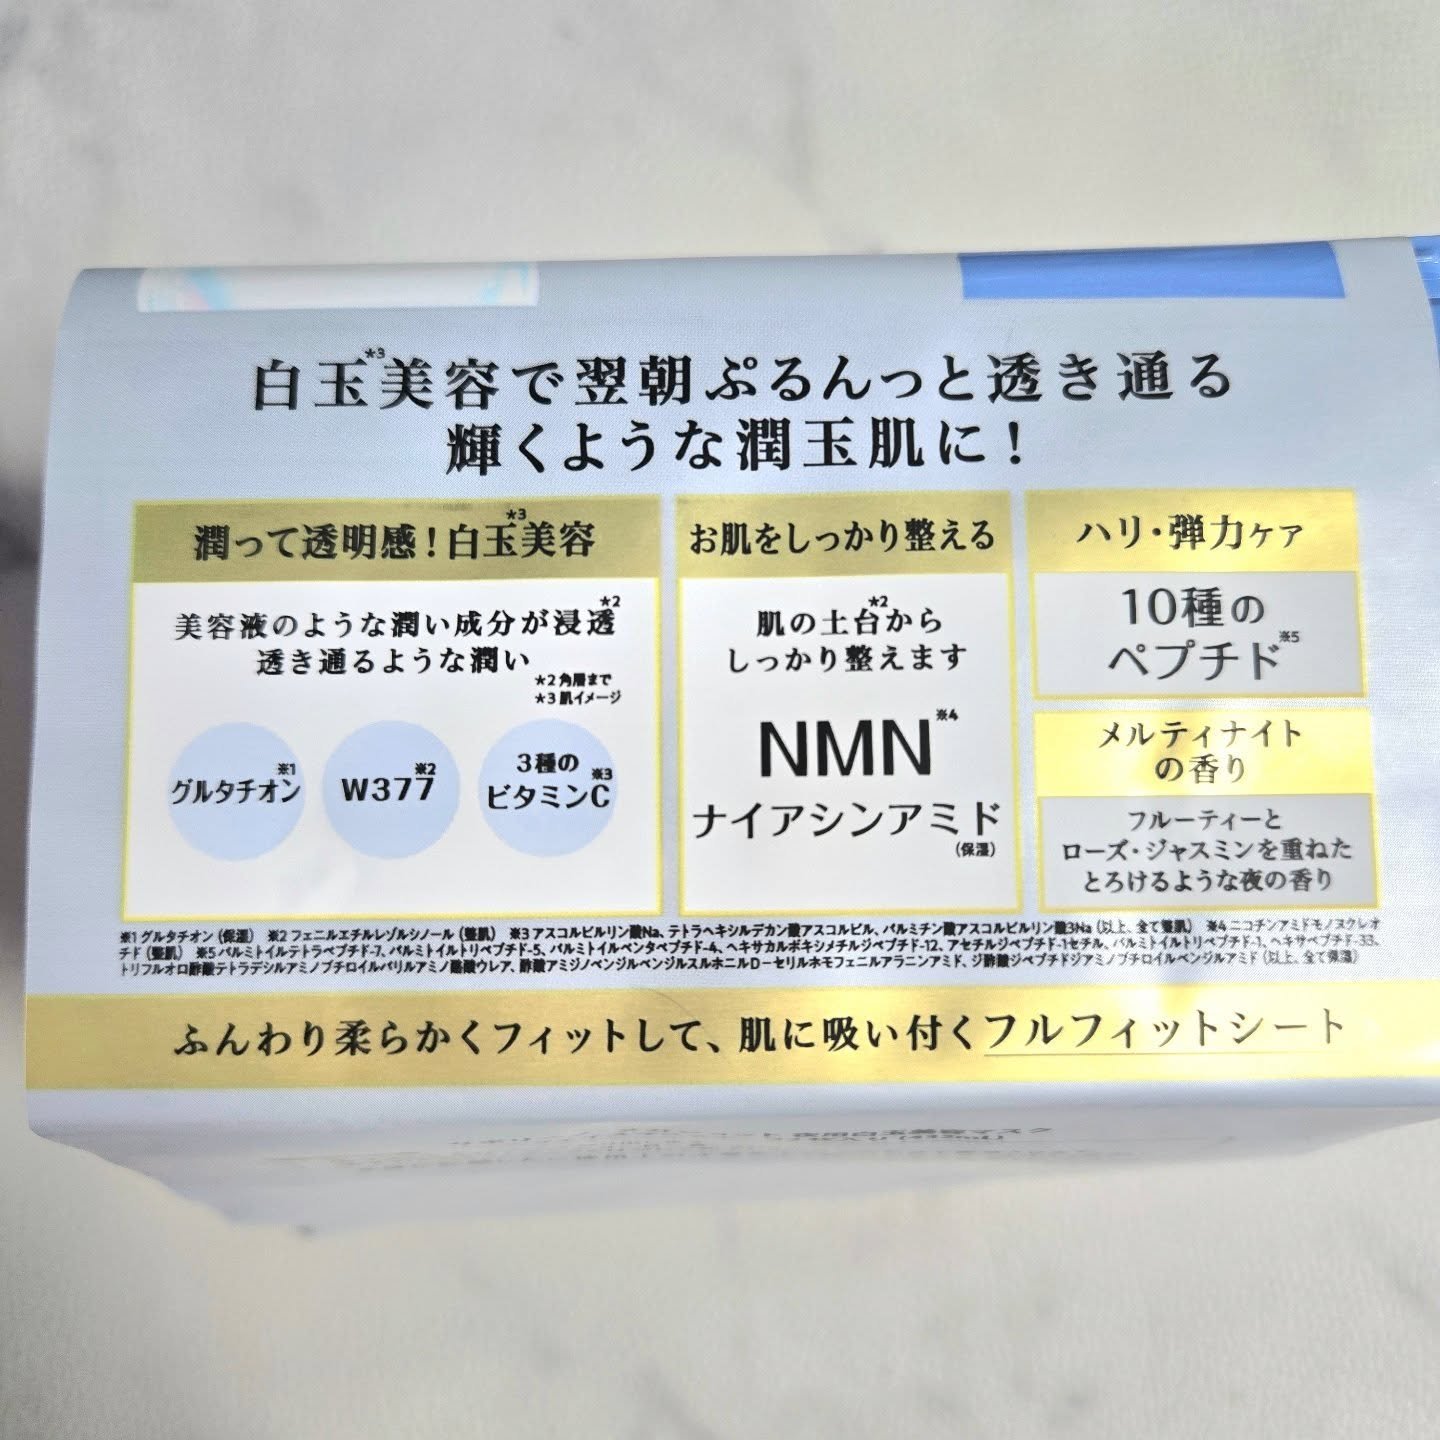 白玉*3美容で翌朝ぷるんっと透き通る
輝くような潤玉肌に!
潤って透明感!白玉*3美容
美容液のような潤い成分が浸透*2
透き通るような潤い
*2 角層まで
*3 肌イメージ
グルタチオン※1
W377※2
3種の
ビタミンC※3
お肌をしっかり整える
肌の土台*2から
しっかり整えます
NMN※4
ナイアシンアミド
(保湿)
ハリ・弾力ケア
10種の
ペプチド※5
メルティナイト
の香り
フルーティーと
ローズ・ジャスミンを重ねた
とろけるような夜の香り
※1 グルタチオン(保湿) ※2 フェニルエチルレゾルシノール(整肌) ※3 アスコルビルリン酸Na、テトラヘキシルデカン酸アスコルビル、パルミチン酸アスコルビルリン酸3Na(以上、全て整肌) ※4 ニコチンアミドモノヌクレオ
チド(整肌) ※5 パルミトイルテトラペプチド-7、パルミトイルトリペプチド-5、パルミトイルペンタペプチド-4、ヘキサカルボキシメチルジペプチド-12、アセチルジペプチド-1セチル、パルミトイルトリペプチド-1、ヘキサペプチド-33、
トリフルオロ酢酸テトラデシルアミノブチロイルバリルアミノ酪酸ウレア、酢酸アミジノベンジルベンジルスルホニルD-セリルホモフェニルアラニンアミド、ジ酢酸ジペプチドジアミノブチロイルベンジルアミド(以上、全て保湿)
ふんわり柔らかくフィットして、肌に吸い付くフルフィットシート